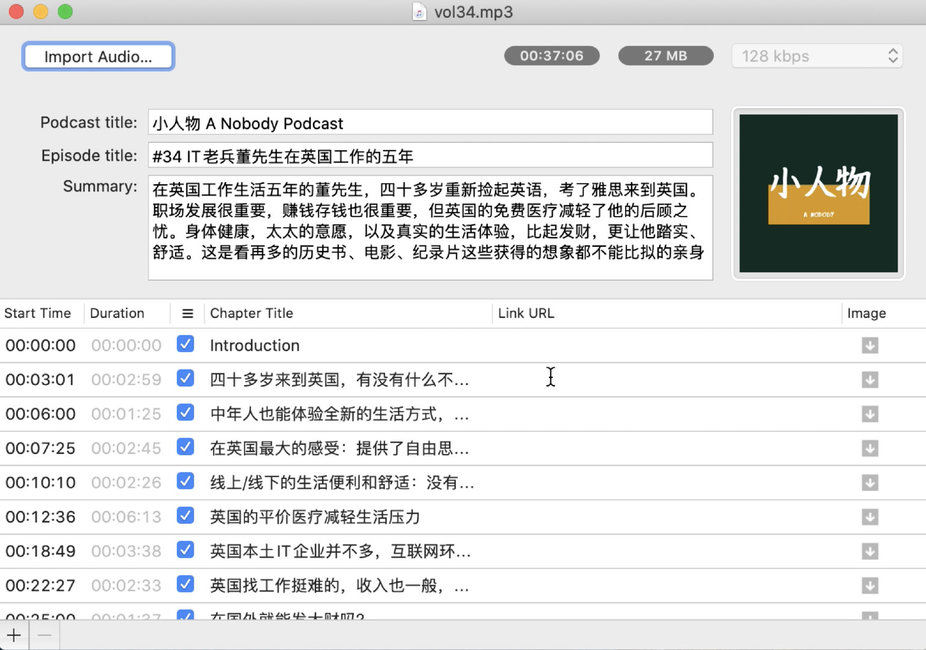 vol34.mp3
Import Audio...
00:37:06
27 MB
128 kbps
Podcast title:
小人物 A Nobody Podcast
Episode title:
#34 IT老兵董先生在英国工作的五年
Summary:
在英国工作生活五年的董先生，四十多岁重新捡起英语，考了雅思来到英国。
职场发展很重要，赚钱存钱也很重要，但英国的免费医疗减轻了他的后顾之
忧。身体健康，太太的意愿，以及真实的生活体验，比起发财，更让他踏实、
舒适。这是看再多的历史书、电影、纪录片这些获得的想象都不能比拟的亲身
小人物
A NOBODY
Start Time Duration Chapter Title Link URL Image
00:00:00 00:00:00 Introduction
00:03:01 00:02:59 四十多岁来到英国，有没有什么不...
00:06:00 00:01:25 中年人也能体验全新的生活方式，...
00:07:25 00:02:45 在英国最大的感受：提供了自由思...
00:10:10 00:02:26 线上/线下的生活便利和舒适：没有...
00:12:36 00:06:13 英国的平价医疗减轻生活压力
00:18:49 00:03:38 英国本土IT企业并不多，互联网环...
00:22:27 00:02:33 英国找工作挺难的，收入也一般，...
00:25:00 00:01:37 在国外就能发大财吗?